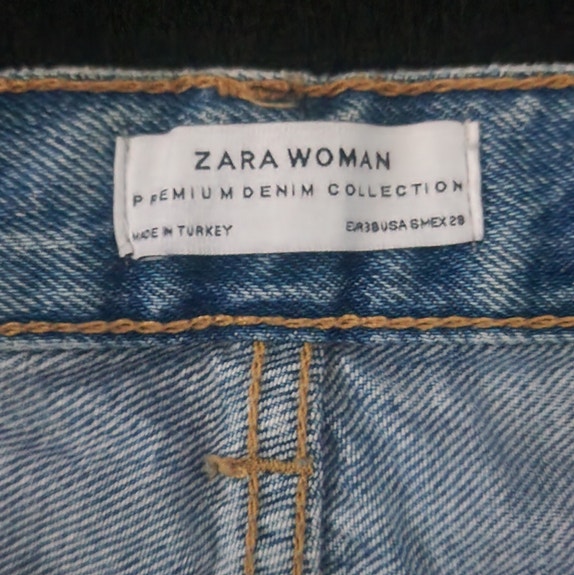 ZARA WOMAN
PREMIUM DENIM COLLECTION
MADE IN TURKEY EUR 38 USA 6 MEX 28